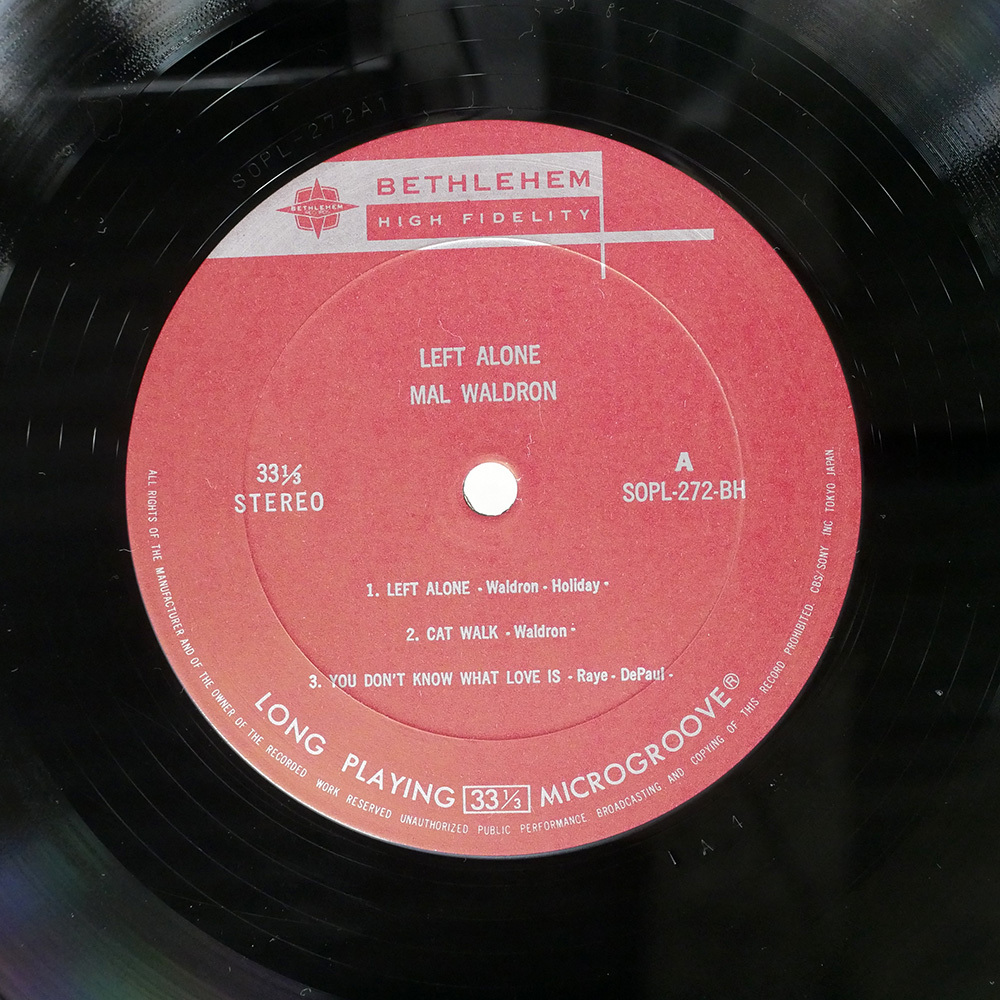 SOPL-272A1
BETHLEHEM
BETHLEHEM
HIGH FIDELITY
LEFT ALONE
MAL WALDRON
33⅓
STEREO
A
SOPL-272-BH
1. LEFT ALONE - Waldron - Holiday -
2. CAT WALK - Waldron -
3. YOU DON'T KNOW WHAT LOVE IS - Raye - DePaul -
LONG PLAYING 33⅓ MICROGROOVE®
ALL RIGHTS OF THE MANUFACTURER AND OF THE OWNER OF THE RECORDED WORK RESERVED UNAUTHORIZED PUBLIC PERFORMANCE BROADCASTING AND COPYING OF THIS RECORD PROHIBITED. CBS/SONY INC TOKYO JAPAN.
1 A 1